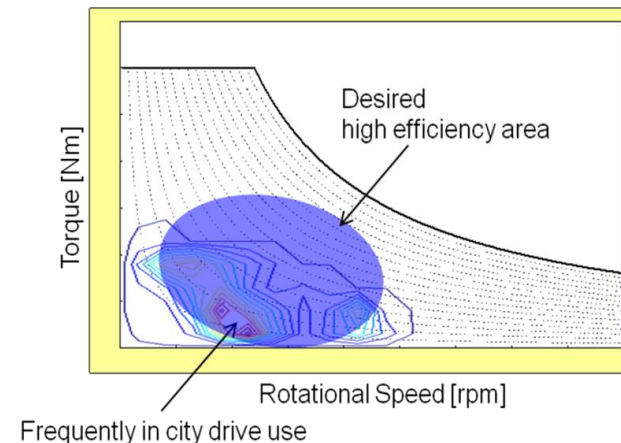 Desired
high efficiency area
Torque [Nm]
Rotational Speed [rpm]
Frequently in city drive use